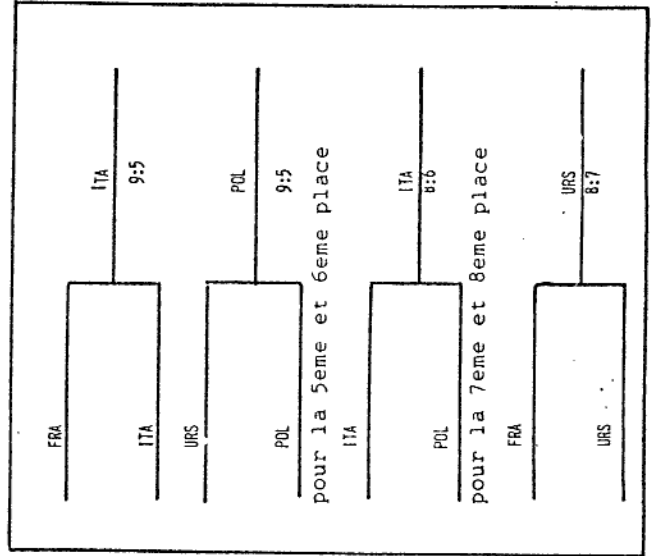 FRA
ITA
9:5
ITA
URS
POL
9:5
POL
pour la 5eme et 6eme place
ITA
ITA
8:6
POL
pour la 7eme et 8eme place
FRA
URS
8:7
URS